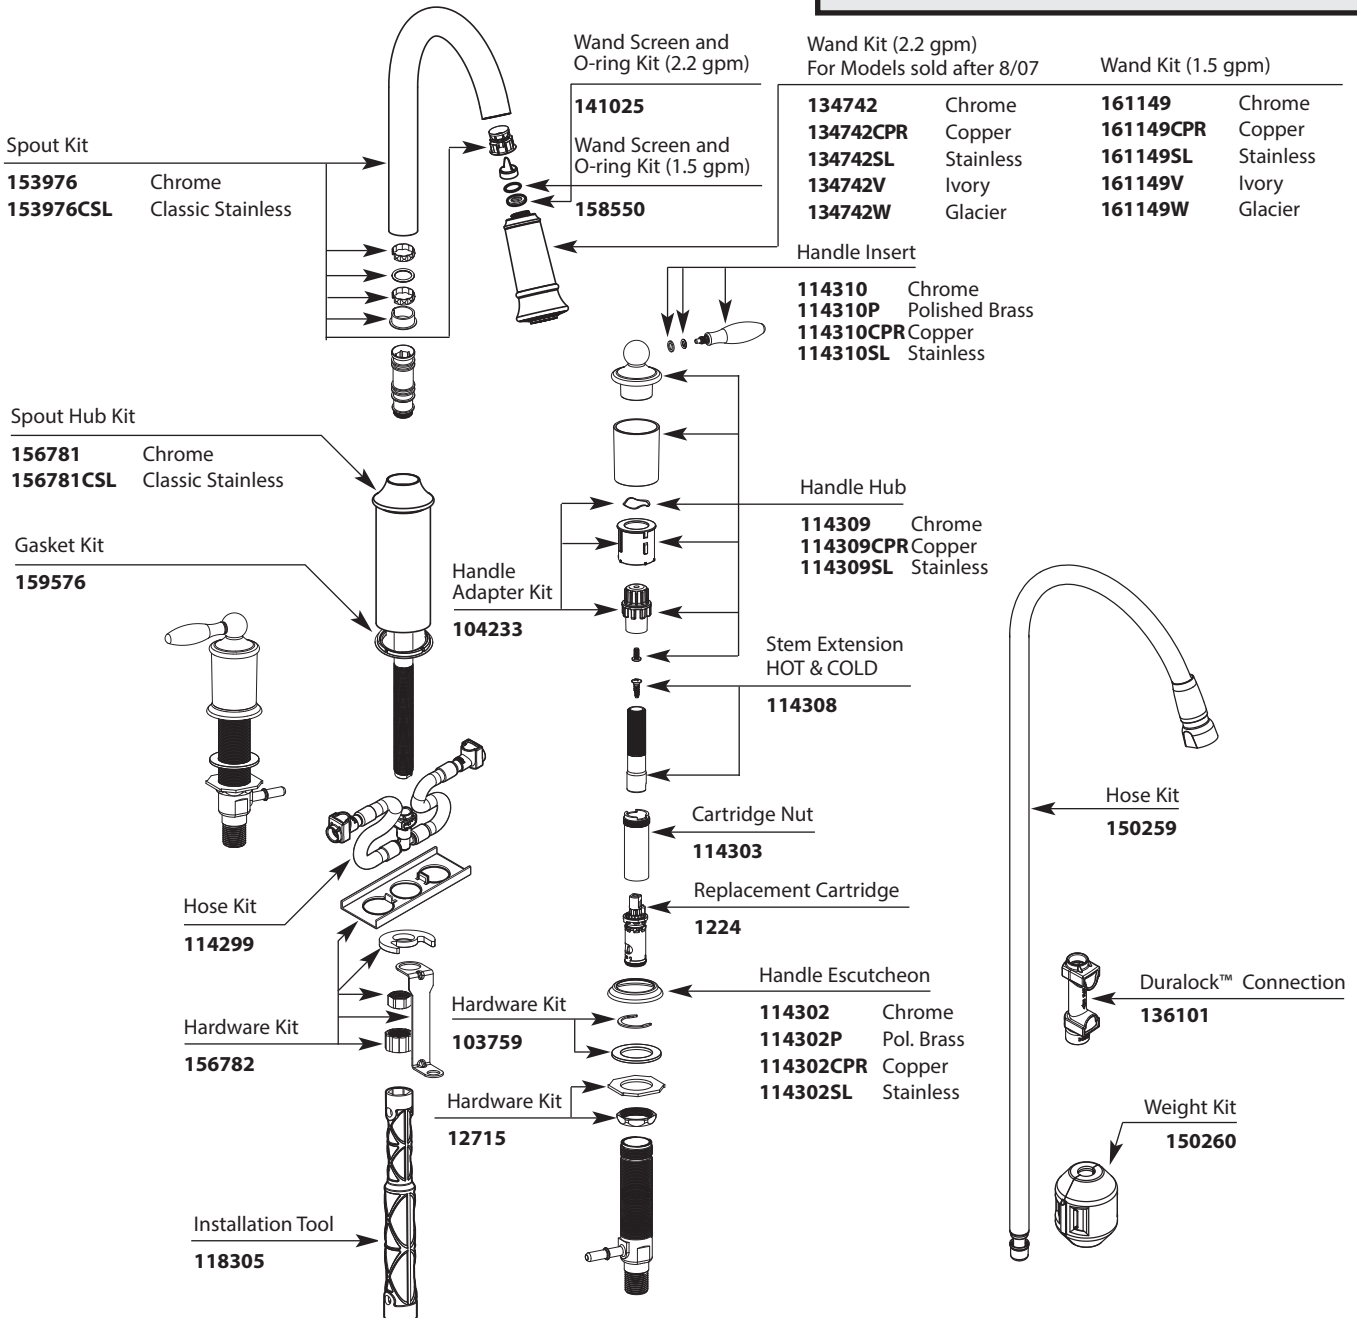 Wand Screen and
O-ring Kit (2.2 gpm)
141025
Wand Screen and
O-ring Kit (1.5 gpm)
158550
Wand Kit (2.2 gpm)
For Models sold after 8/07
134742 Chrome
134742CPR Copper
134742SL Stainless
134742V Ivory
134742W Glacier
Wand Kit (1.5 gpm)
161149 Chrome
161149CPR Copper
161149SL Stainless
161149V Ivory
161149W Glacier
Spout Kit
153976 Chrome
153976CSL Classic Stainless
Handle Insert
114310 Chrome
114310P Polished Brass
114310CPR Copper
114310SL Stainless
Spout Hub Kit
156781 Chrome
156781CSL Classic Stainless
Handle Hub
114309 Chrome
114309CPR Copper
114309SL Stainless
Gasket Kit
159576
Handle
Adapter Kit
104233
Stem Extension
HOT & COLD
114308
Hose Kit
150259
Cartridge Nut
114303
Replacement Cartridge
1224
Hose Kit
114299
Handle Escutcheon
114302 Chrome
114302P Pol. Brass
114302CPR Copper
114302SL Stainless
Duralock™ Connection
136101
Hardware Kit
103759
Hardware Kit
156782
Hardware Kit
12715
Weight Kit
150260
Installation Tool
118305